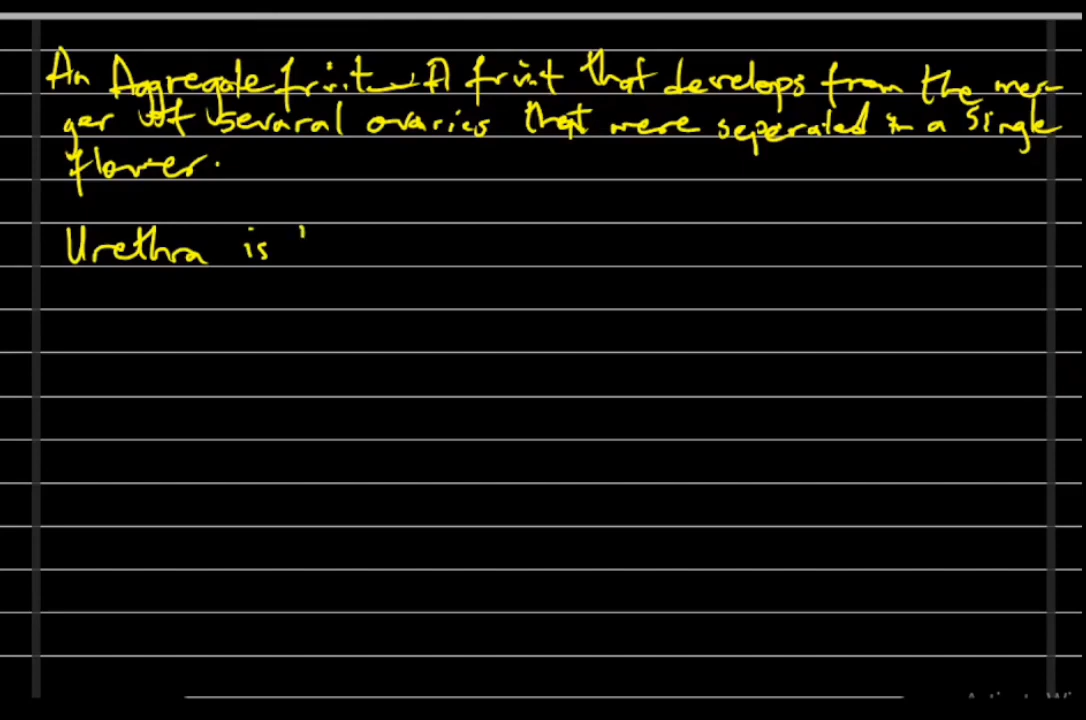 An Aggregate fruit → A fruit that develops from the mer-
ger of several ovaries that were seperated in a single
flower.
Urethra is